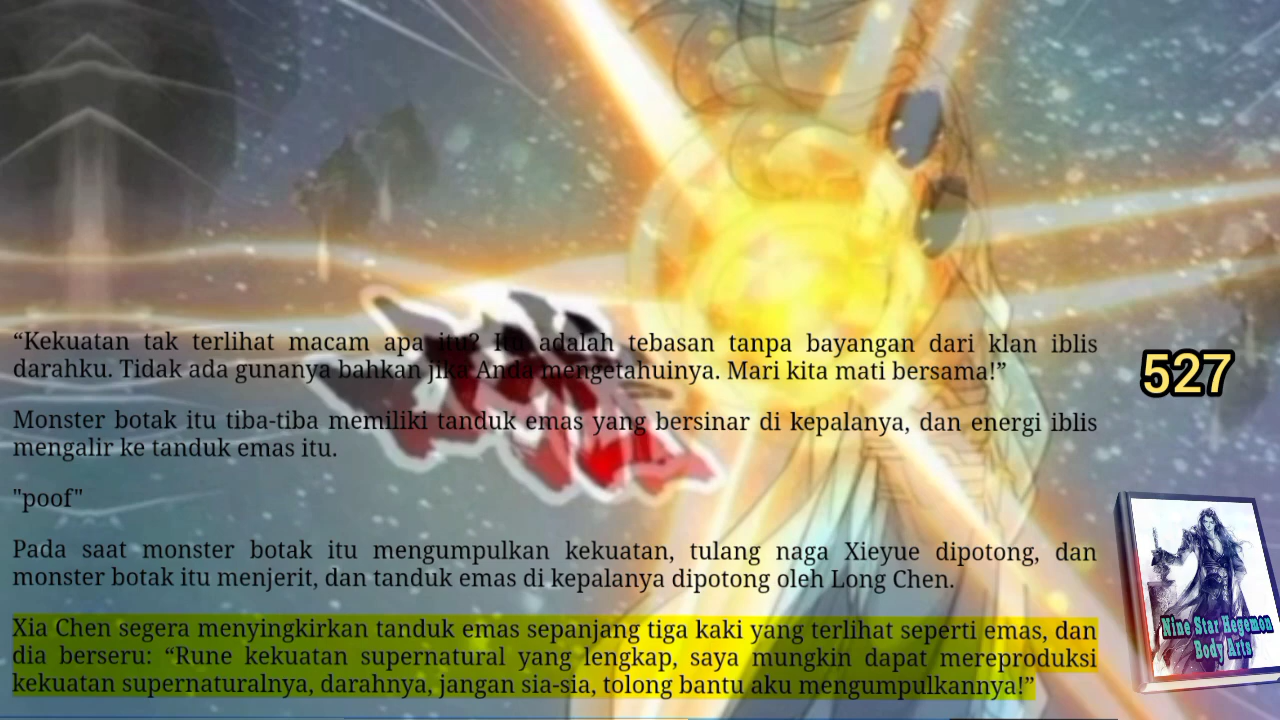 “Kekuatan tak terlihat macam apa itu? Itu adalah tebasan tanpa bayangan dari klan iblis
darahku. Tidak ada gunanya bahkan jika Anda mengetahuinya. Mari kita mati bersama!”
Monster botak itu tiba-tiba memiliki tanduk emas yang bersinar di kepalanya, dan energi iblis
mengalir ke tanduk emas itu.
"poof"
Pada saat monster botak itu mengumpulkan kekuatan, tulang naga Xieyue dipotong, dan
monster botak itu menjerit, dan tanduk emas di kepalanya dipotong oleh Long Chen.
Xia Chen segera menyingkirkan tanduk emas sepanjang tiga kaki yang terlihat seperti emas, dan
dia berseru: “Rune kekuatan supernatural yang lengkap, saya mungkin dapat mereproduksi
kekuatan supernaturalnya, darahnya, jangan sia-sia, tolong bantu aku mengumpulkannya!”
527
Nine Star Hegemon
Body Arts